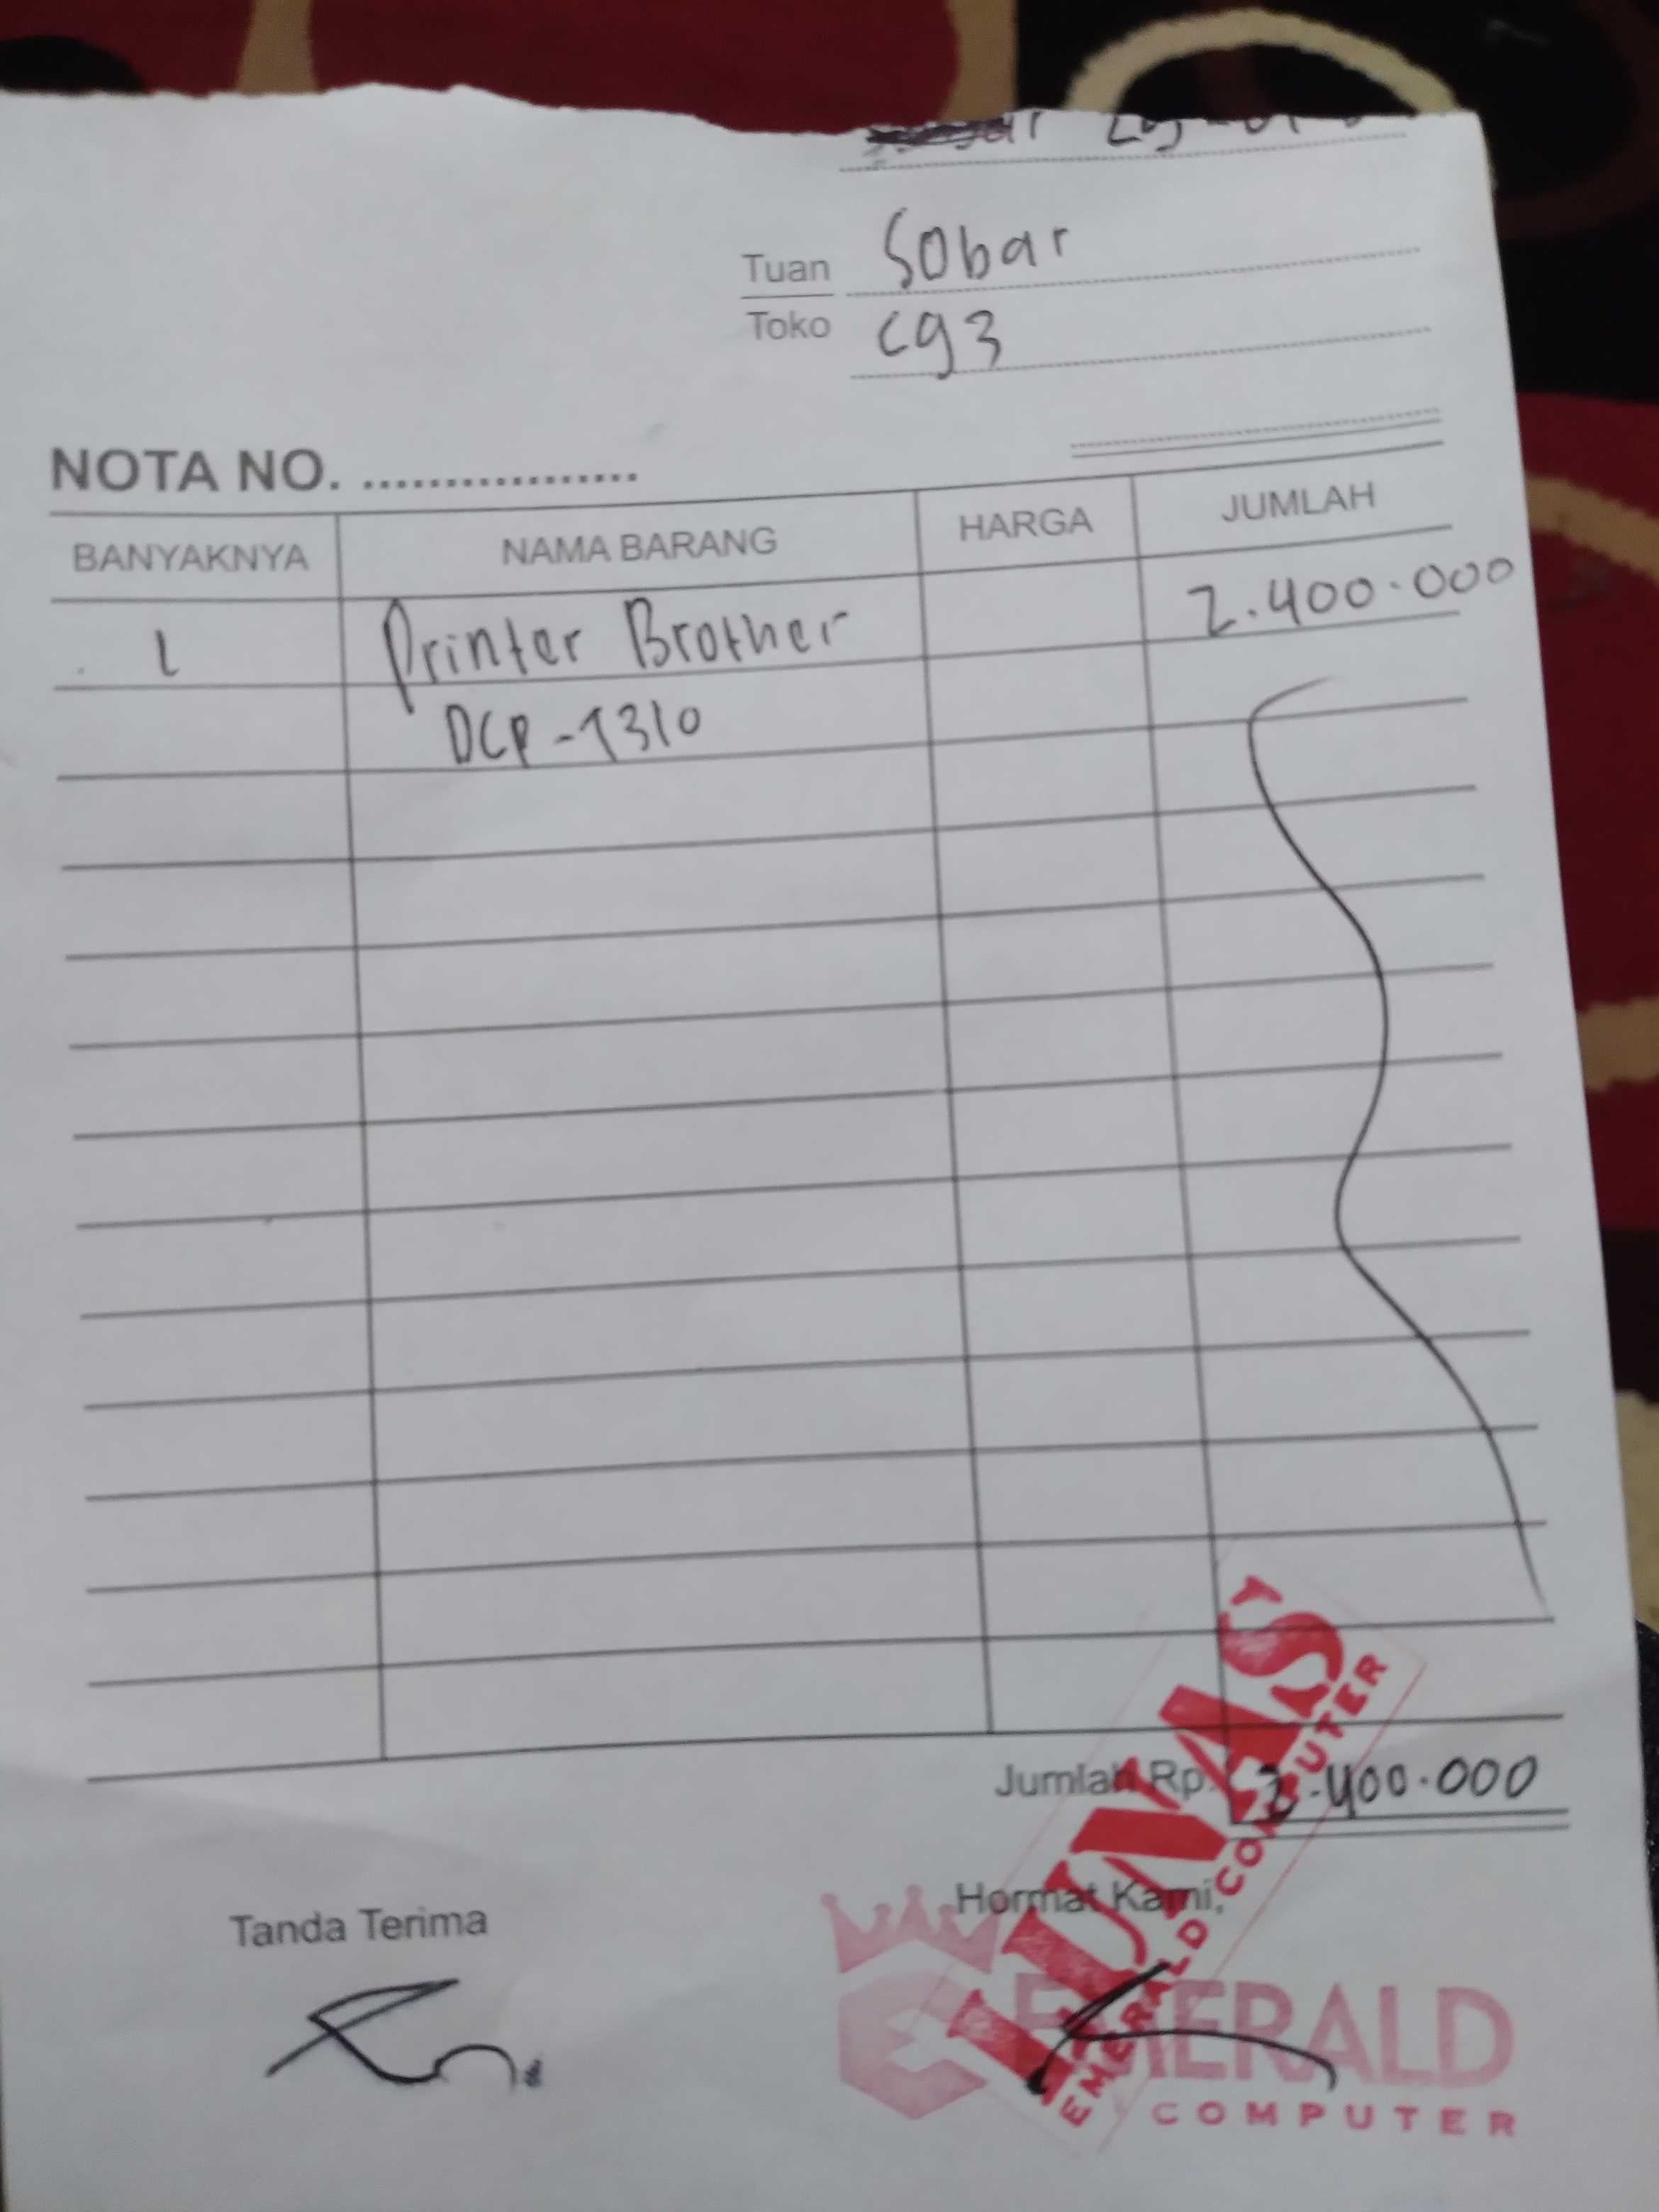 Tuan Sobar
Toko cg3
NOTA NO. .................
BANYAKNYA NAMA BARANG HARGA JUMLAH
1 Printer Brother 2.400.000
DCP-T310
Jumlah Rp. 2.400.000
Tanda Terima Hormat Kami,
LUNAS
EMERALD COMPUTER
EMERALD
COMPUTER